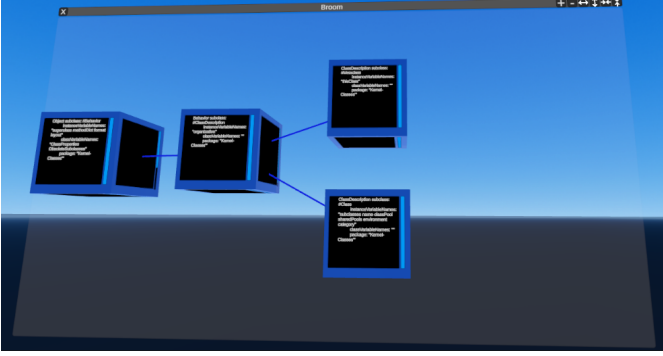 X
Broom
Object subclass: #Behavior
instanceVariableNames:
"superclass methodDict format
layout"
classVariableNames:
"ClassProperties
ObsoleteSubclasses"
package: "Kernel-
Classes"
Behavior subclass:
#ClassDescription
instanceVariableNames:
"organization"
classVariableNames: ""
package: "Kernel-
Classes"
ClassDescription subclass:
#Metaclass
instanceVariableNames:
"thisClass"
classVariableNames: ""
package: "Kernel-
Classes"
ClassDescription subclass:
#Class
instanceVariableNames:
"subclasses name classPool
sharedPools environment
category"
classVariableNames: ""
package: "Kernel-
Classes"